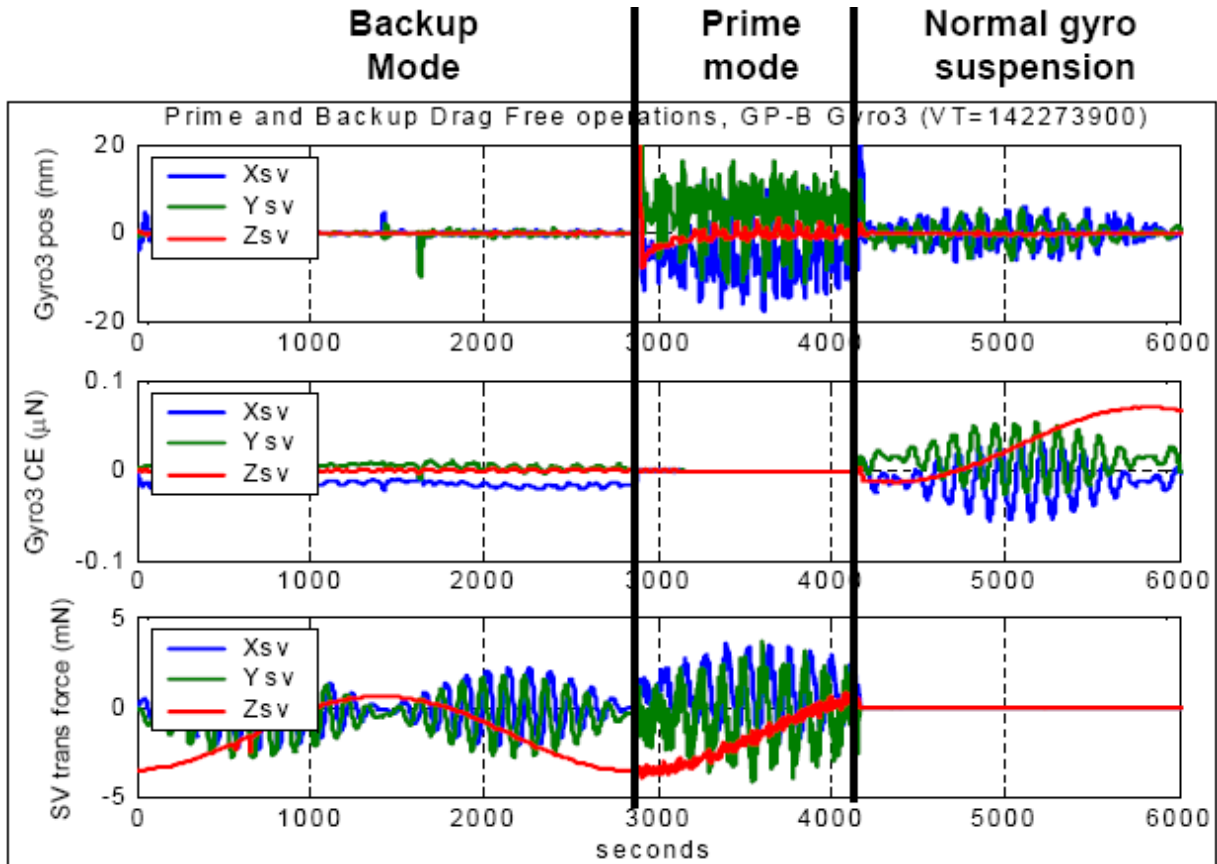 Backup
Mode
Prime
mode
Normal gyro
suspension
Prime and Backup Drag Free operations, GP-B Gyro3 (VT=142273900)
Gyro3 pos (nm)
20
0
-20
Xsv
Ysv
Zsv
0 1000 2000 3000 4000 5000 6000
Gyro3 CE (μN)
0.1
0
-0.1
Xsv
Ysv
Zsv
0 1000 2000 3000 4000 5000 6000
SV trans force (mN)
5
0
-5
Xsv
Ysv
Zsv
0 1000 2000 3000 4000 5000 6000
seconds